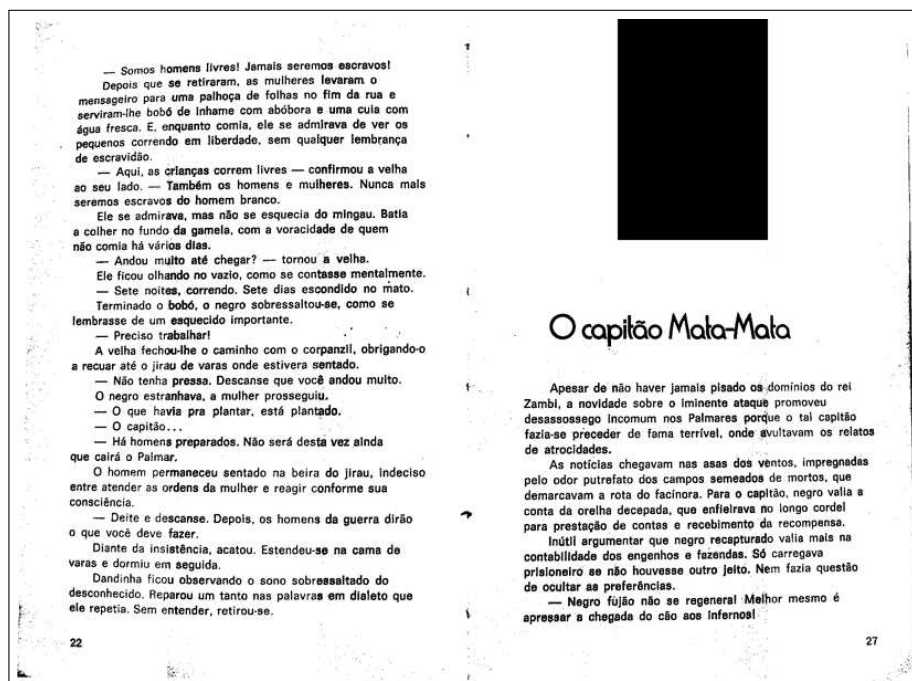 — Somos homens livres! Jamais seremos escravos!
Depois que se retiraram, as mulheres levaram o
mensageiro para uma palhoça de folhas no fim da rua e
serviram-lhe bobó de inhame com abóbora e uma cuia com
água fresca. E, enquanto comia, ele se admirava de ver os
pequenos correndo em liberdade, sem qualquer lembrança
de escravidão.
— Aqui, as crianças correm livres — confirmou a velha
ao seu lado. — Também os homens e mulheres. Nunca mais
seremos escravos do homem branco.
Ele se admirava, mas não se esquecia do mingau. Batia
a colher no fundo da gamela, com a voracidade de quem
não comia há vários dias.
— Andou muito até chegar? — tornou a velha.
Ele ficou olhando no vazio, como se contasse mentalmente.
— Sete noites, correndo. Sete dias escondido no mato.
Terminado o bobó, o negro sobressaltou-se, como se
lembrasse de um esquecido importante.
— Preciso trabalhar!
A velha fechou-lhe o caminho com o corpanzil, obrigando-o
a recuar até o jirau de varas onde estivera sentado.
— Não tenha pressa. Descanse que você andou muito.
O negro estranhava, a mulher prosseguiu.
— O que havia pra plantar, está plantado.
— O capitão...
— Há homens preparados. Não será desta vez ainda
que cairá o Palmar.
O homem permaneceu sentado na beira do jirau, indeciso
entre atender as ordens da mulher e reagir conforme sua
consciência.
— Deite e descanse. Depois, os homens da guerra dirão
o que você deve fazer.
Diante da insistência, acatou. Estendeu-se na cama de
varas e dormiu em seguida.
Dandinha ficou observando o sono sobressaltado do
desconhecido. Reparou um tanto nas palavras em dialeto que
ele repetia. Sem entender, retirou-se.
22
O capitão Mata-Mata
Apesar de não haver jamais pisado os domínios do rei
Zambi, a novidade sobre o iminente ataque promoveu
desassossego incomum nos Palmares porque o tal capitão
fazia-se preceder de fama terrível, onde avultavam os relatos
de atrocidades.
As notícias chegavam nas asas dos ventos, impregnadas
pelo odor putrefato dos campos semeados de mortos, que
demarcavam a rota do facínora. Para o capitão, negro valia a
conta da orelha decepada, que enfieirava no longo cordel
para prestação de contas e recebimento da recompensa.
Inútil argumentar que negro recapturado valia mais na
contabilidade dos engenhos e fazendas. Só carregava
prisioneiro se não houvesse outro jeito. Nem fazia questão
de ocultar as preferências.
— Negro fujão não se regenera! Melhor mesmo é
apressar a chegada do cão aos infernos!
27